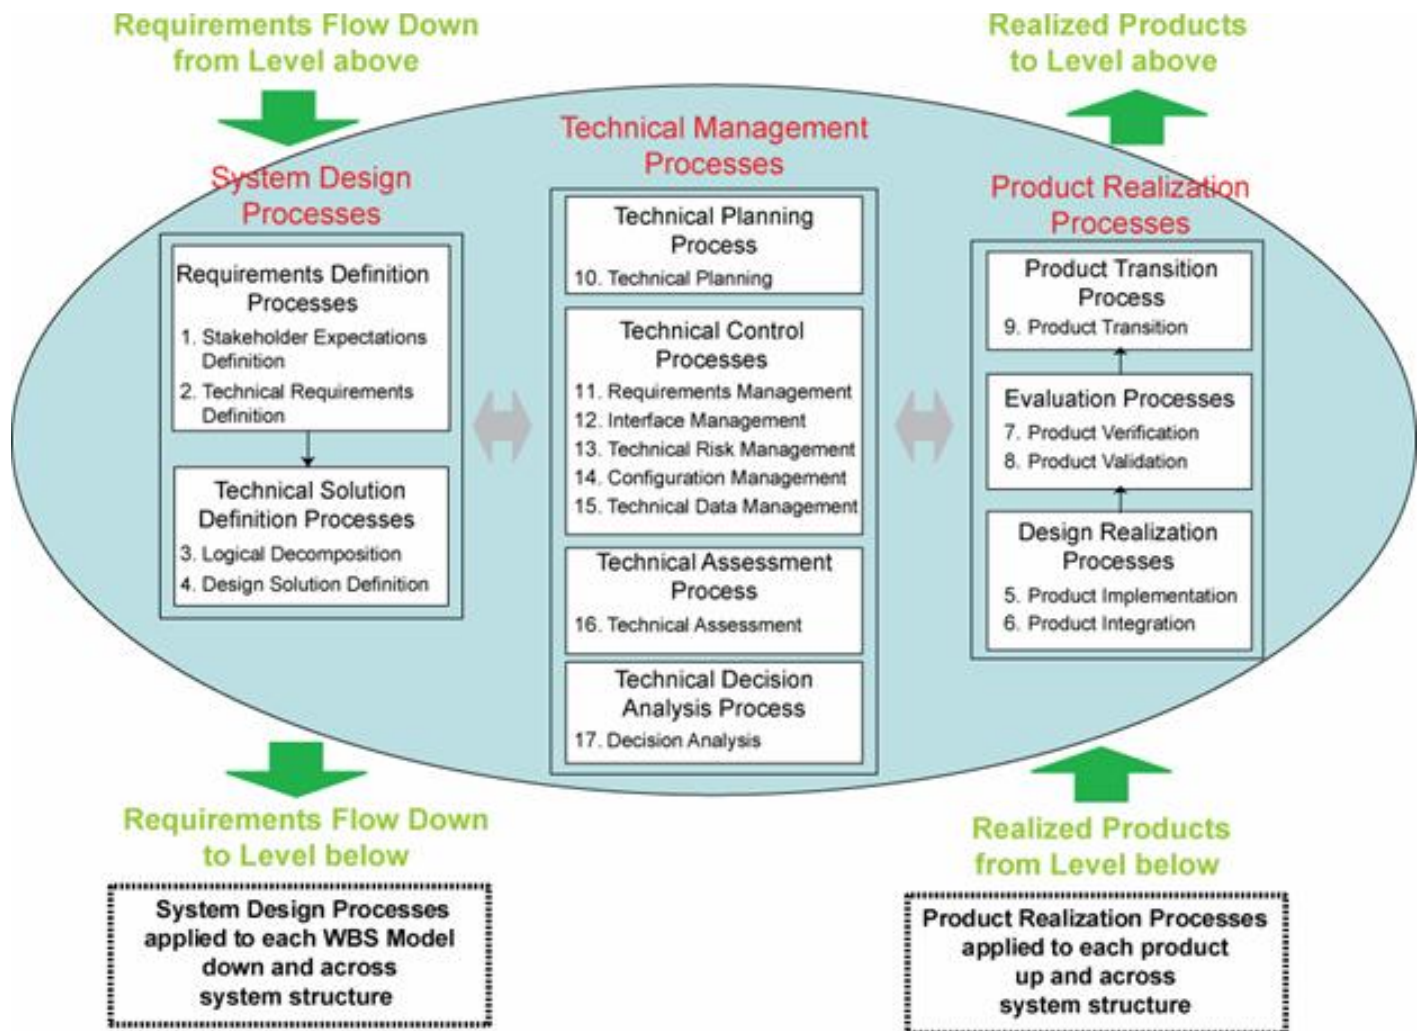 Requirements Flow Down
from Level above
Realized Products
to Level above
System Design
Processes
Requirements Definition
Processes
1. Stakeholder Expectations
Definition
2. Technical Requirements
Definition
Technical Solution
Definition Processes
3. Logical Decomposition
4. Design Solution Definition
Technical Management
Processes
Technical Planning
Process
10. Technical Planning
Technical Control
Processes
11. Requirements Management
12. Interface Management
13. Technical Risk Management
14. Configuration Management
15. Technical Data Management
Technical Assessment
Process
16. Technical Assessment
Technical Decision
Analysis Process
17. Decision Analysis
Product Realization
Processes
Product Transition
Process
9. Product Transition
Evaluation Processes
7. Product Verification
8. Product Validation
Design Realization
Processes
5. Product Implementation
6. Product Integration
Requirements Flow Down
to Level below
System Design Processes
applied to each WBS Model
down and across
system structure
Realized Products
from Level below
Product Realization Processes
applied to each product
up and across
system structure